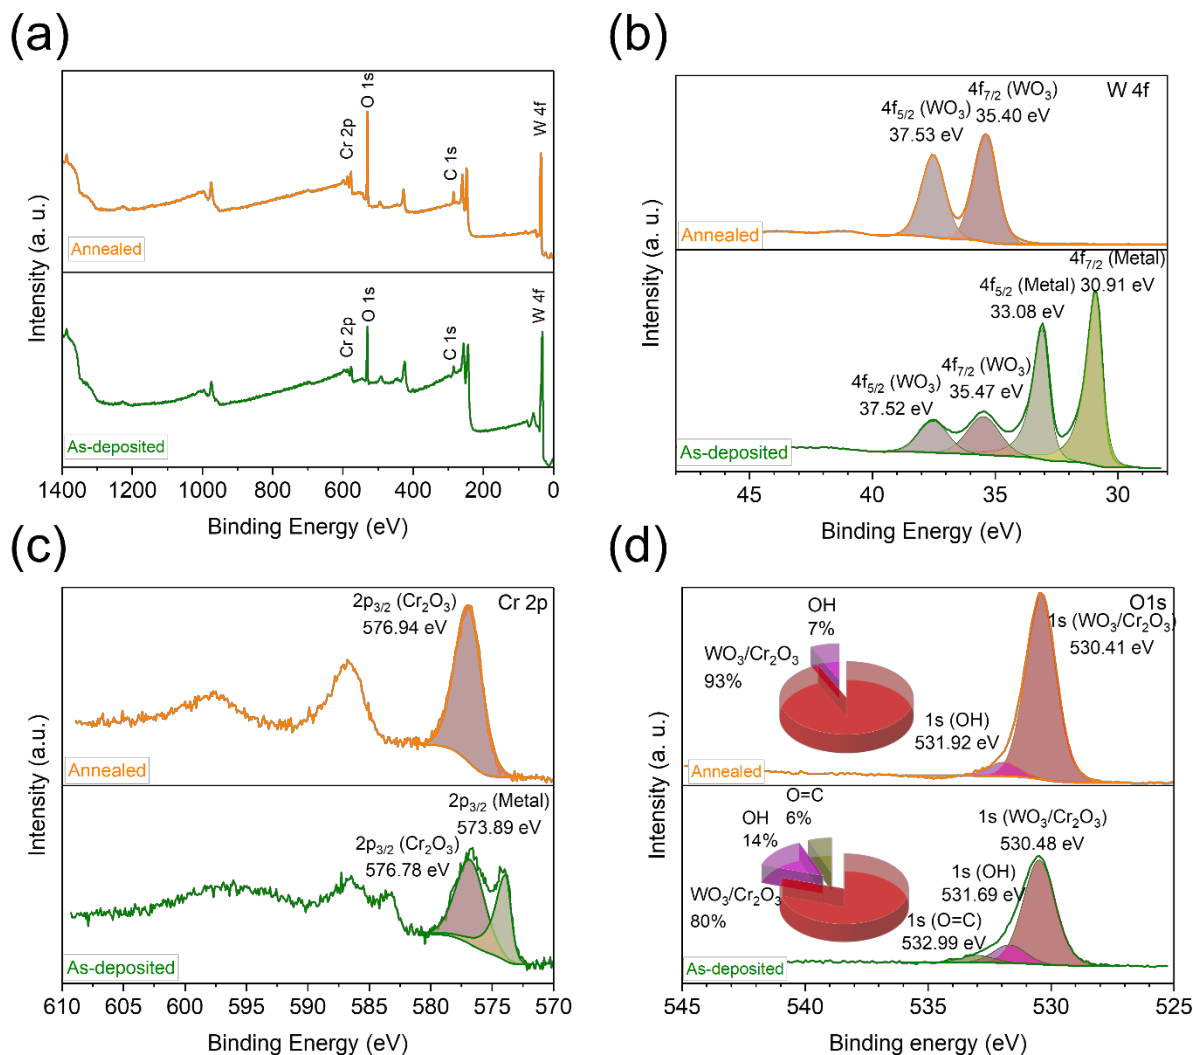 (a)
Intensity (a. u.)
Cr 2p
O 1s
C 1s
W 4f
Annealed
Cr 2p
O 1s
C 1s
W 4f
As-deposited
1400 1200 1000 800 600 400 200 0
Binding Energy (eV)
(b)
Intensity (a. u.)
W 4f
4f5/2 (WO3)
37.53 eV
4f7/2 (WO3)
35.40 eV
Annealed
4f7/2 (Metal)
30.91 eV
4f5/2 (Metal)
33.08 eV
4f7/2 (WO3)
35.47 eV
4f5/2 (WO3)
37.52 eV
As-deposited
45 40 35 30
Binding Energy (eV)
(c)
Intensity (a.u.)
Cr 2p
2p3/2 (Cr2O3)
576.94 eV
Annealed
2p3/2 (Metal)
573.89 eV
2p3/2 (Cr2O3)
576.78 eV
As-deposited
610 605 600 595 590 585 580 575 570
Binding Energy (eV)
(d)
Intensity (a. u.)
O1s
OH
7%
WO3/Cr2O3
93%
1s (WO3/Cr2O3)
530.41 eV
1s (OH)
531.92 eV
Annealed
O=C
6%
OH
14%
WO3/Cr2O3
80%
1s (WO3/Cr2O3)
530.48 eV
1s (OH)
531.69 eV
1s (O=C)
532.99 eV
As-deposited
545 540 535 530 525
Binding energy (eV)